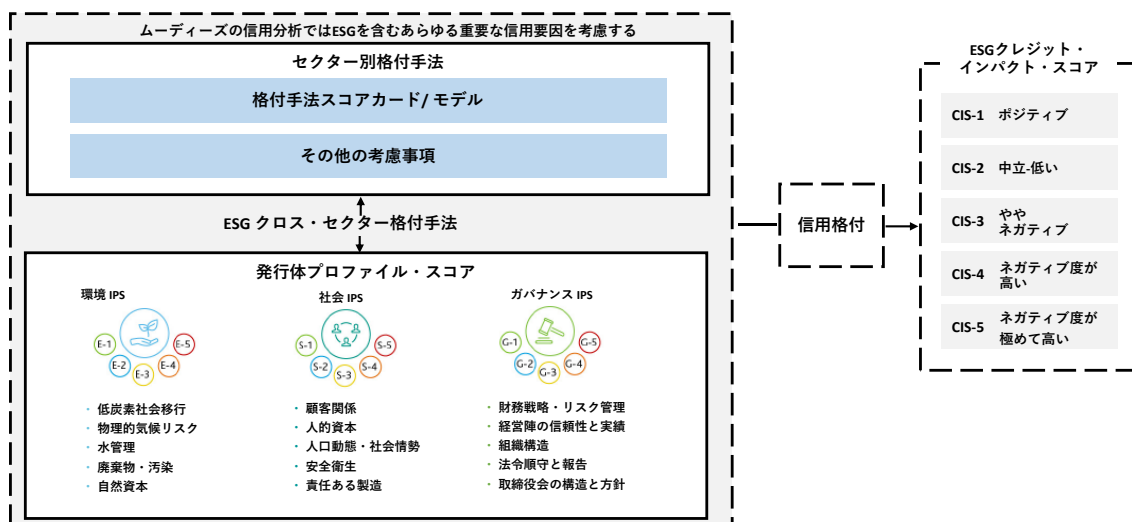 ムーディーズの信用分析ではESGを含むあらゆる重要な信用要因を考慮する
セクター別格付手法
格付手法スコアカード/ モデル
その他の考慮事項
ESG クロス・セクター格付手法
発行体プロファイル・スコア
環境 IPS
E-1
E-2
E-3
E-4
E-5
・ 低炭素社会移行
・ 物理的気候リスク
・ 水管理
・ 廃棄物・汚染
・ 自然資本
社会 IPS
S-1
S-2
S-3
S-4
S-5
・ 顧客関係
・ 人的資本
・ 人口動態・社会情勢
・ 安全衛生
・ 責任ある製造
ガバナンス IPS
G-1
G-2
G-3
G-4
G-5
・ 財務戦略・リスク管理
・ 経営陣の信頼性と実績
・ 組織構造
・ 法令順守と報告
・ 取締役会の構造と方針
信用格付
ESGクレジット・
インパクト・スコア
CIS-1 ポジティブ
CIS-2 中立-低い
CIS-3 やや
ネガティブ
CIS-4 ネガティブ度が
高い
CIS-5 ネガティブ度が
極めて高い